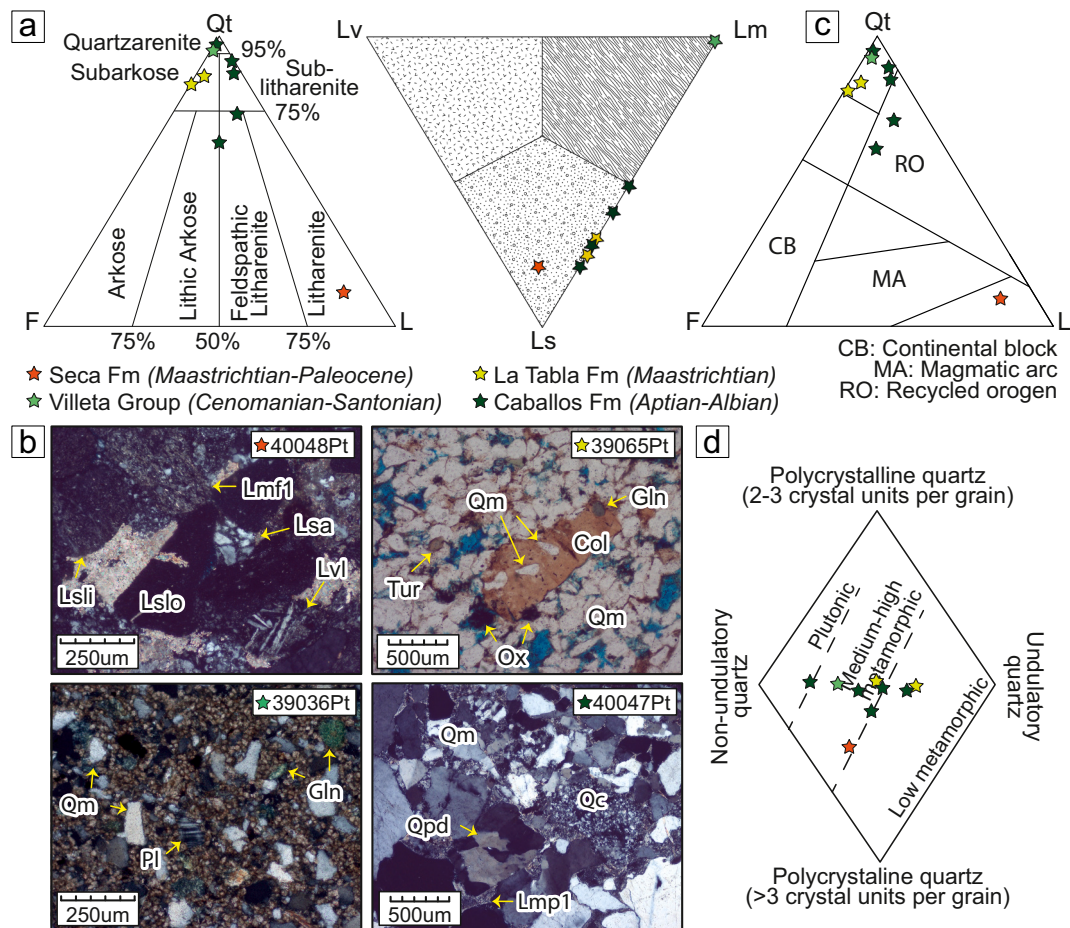 a
Qt
Quartzarenite
95%
Subarkose
Sub-
litharenite
75%
Arkose
Lithic Arkose
Feldspathic
Litharenite
Litharenite
F
L
75%
50%
75%
Lv
Lm
Ls
c
Qt
RO
CB
MA
F
L
CB: Continental block
MA: Magmatic arc
RO: Recycled orogen
Seca Fm (Maastrichtian-Paleocene)
La Tabla Fm (Maastrichtian)
Villeta Group (Cenomanian-Santonian)
Caballos Fm (Aptian-Albian)
b
40048Pt
Lmf1
Lsa
Lvl
Lsli
Lslo
250um
39065Pt
Qm
Gln
Col
Tur
Qm
Ox
500um
39036Pt
Gln
Qm
Pl
250um
40047Pt
Qm
Qc
Qpd
Lmp1
500um
d
Polycrystalline quartz
(2-3 crystal units per grain)
Non-undulatory
quartz
Plutonic
Medium-high
metamorphic
Low metamorphic
Undulatory
quartz
Polycrystaline quartz
(>3 crystal units per grain)